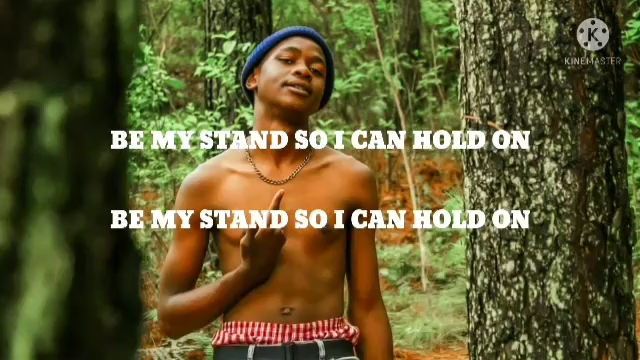 K
KINEMASTER
BE MY STAND SO I CAN HOLD ON
BE MY STAND SO I CAN HOLD ON